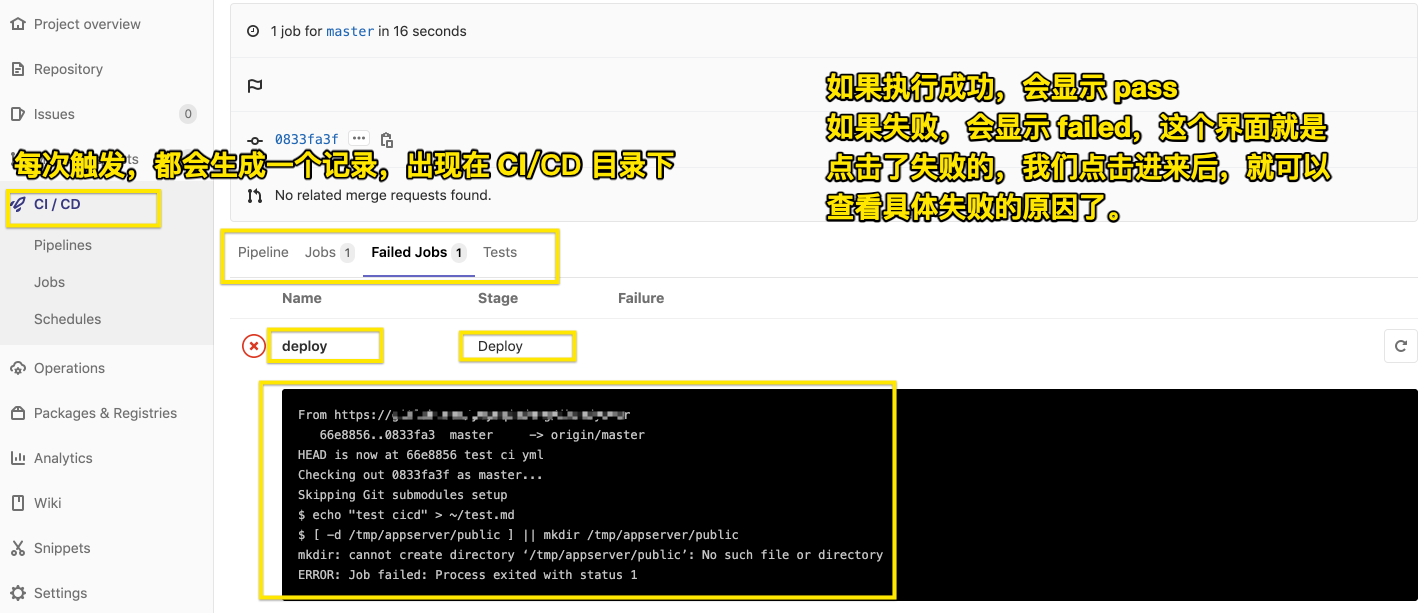 Project overview
Repository
Issues 0
CI / CD
Pipelines
Jobs
Schedules
Operations
Packages & Registries
Analytics
Wiki
Snippets
Settings
1 job for master in 16 seconds
0833fa3f
每次触发，都会生成一个记录，出现在 CI/CD 目录下
No related merge requests found.
如果执行成功，会显示 pass
如果失败，会显示 failed，这个界面就是
点击了失败的，我们点击进来后，就可以
查看具体失败的原因了。
Pipeline Jobs 1 Failed Jobs 1 Tests
Name Stage Failure
deploy Deploy
From https://
66e8856..0833fa3 master -> origin/master
HEAD is now at 66e8856 test ci yml
Checking out 0833fa3f as master...
Skipping Git submodules setup
$ echo "test cicd" > ~/test.md
$ [ -d /tmp/appserver/public ] || mkdir /tmp/appserver/public
mkdir: cannot create directory ‘/tmp/appserver/public’: No such file or directory
ERROR: Job failed: Process exited with status 1